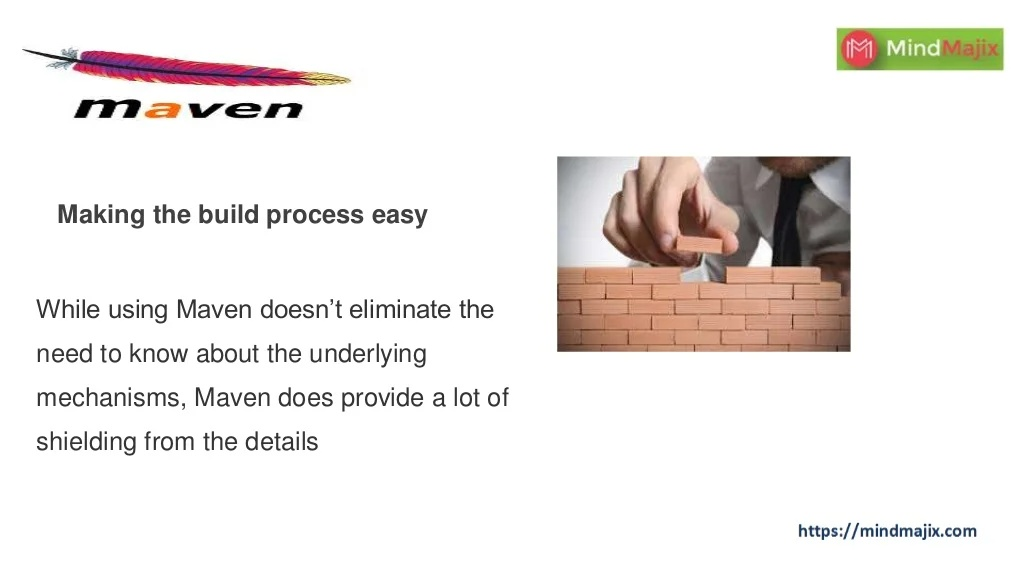 maven
MindMajix
Making the build process easy
While using Maven doesn’t eliminate the
need to know about the underlying
mechanisms, Maven does provide a lot of
shielding from the details
https://mindmajix.com